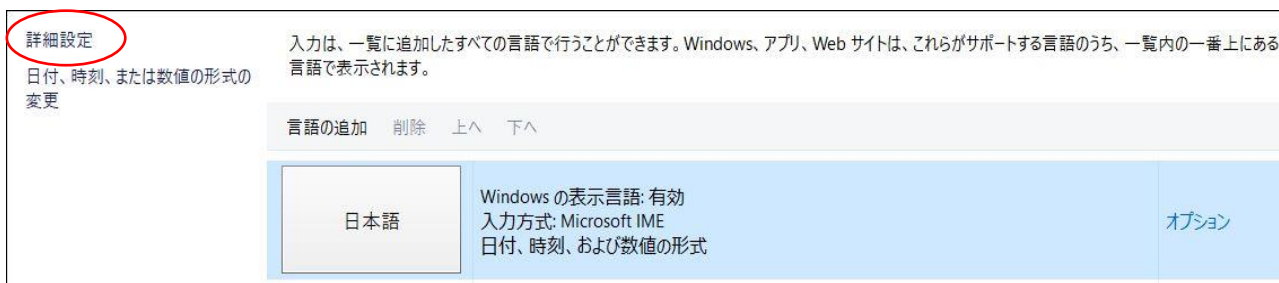 詳細設定
日付、時刻、または数値の形式の
変更
入力は、一覧に追加したすべての言語で行うことができます。Windows、アプリ、Web サイトは、これらがサポートする言語のうち、一覧内の一番上にある
言語で表示されます。
言語の追加 削除 上へ 下へ
日本語
Windows の表示言語: 有効
入力方式: Microsoft IME
日付、時刻、および数値の形式
オプション